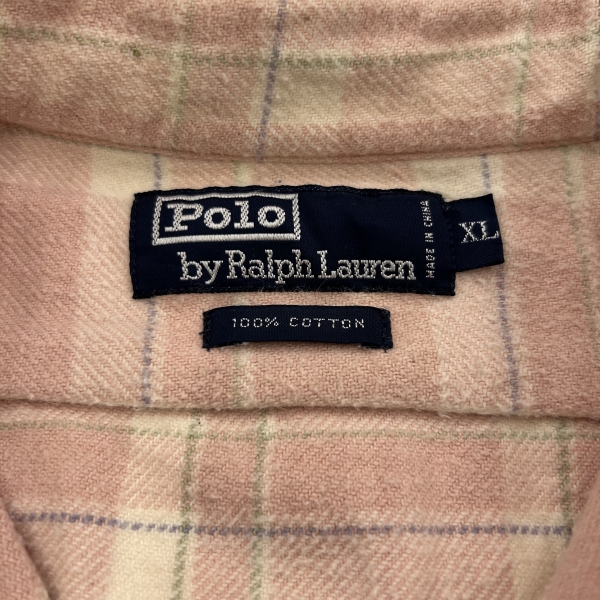 Polo
by Ralph Lauren
MADE IN CHINA
XL
100% COTTON